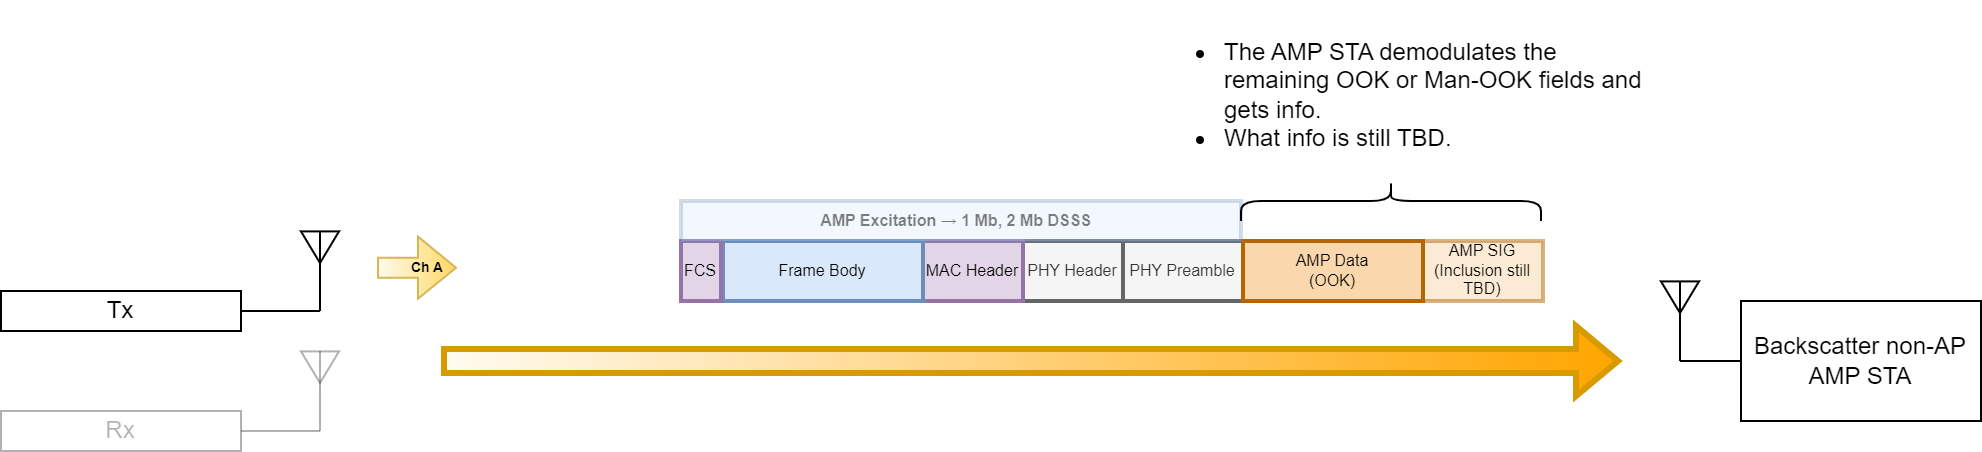 • The AMP STA demodulates the
remaining OOK or Man-OOK fields and
gets info.
• What info is still TBD.
AMP Excitation → 1 Mb, 2 Mb DSSS
Ch A
FCS
Frame Body
MAC Header
PHY Header
PHY Preamble
AMP Data
(OOK)
AMP SIG
(Inclusion still
TBD)
Tx
Backscatter non-AP
AMP STA
Rx